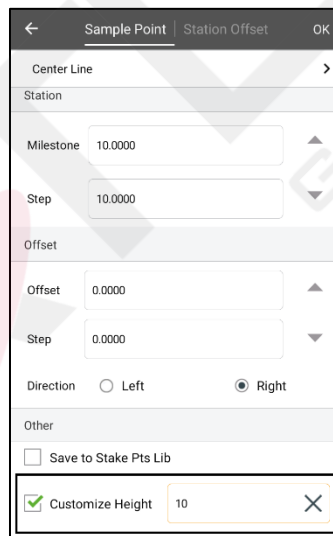 Sample Point | Station Offset OK
Center Line
Station
Milestone 10.0000
Step 10.0000
Offset
Offset 0.0000
Step 0.0000
Direction Left Right
Other
Save to Stake Pts Lib
Customize Height 10